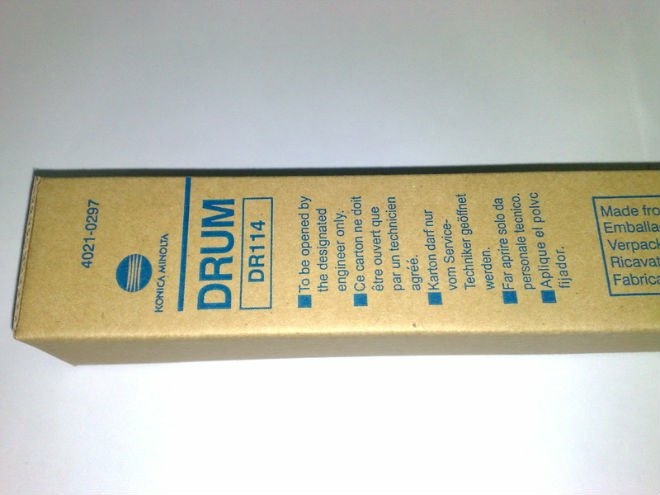 4021-0297
KONICA MINOLTA
DRUM
DR114
To be opened by
the designated
engineer only.
Ce carton ne doit
être ouvert que
par un technicien
agréé.
Karton darf nur
vom Service-
Techniker geöffnet
werden.
Far aprire solo da
personale tecnico.
Aplique el polvc
fijador.
Made fro
Emballa
Verpack
Ricavat
Fabrica